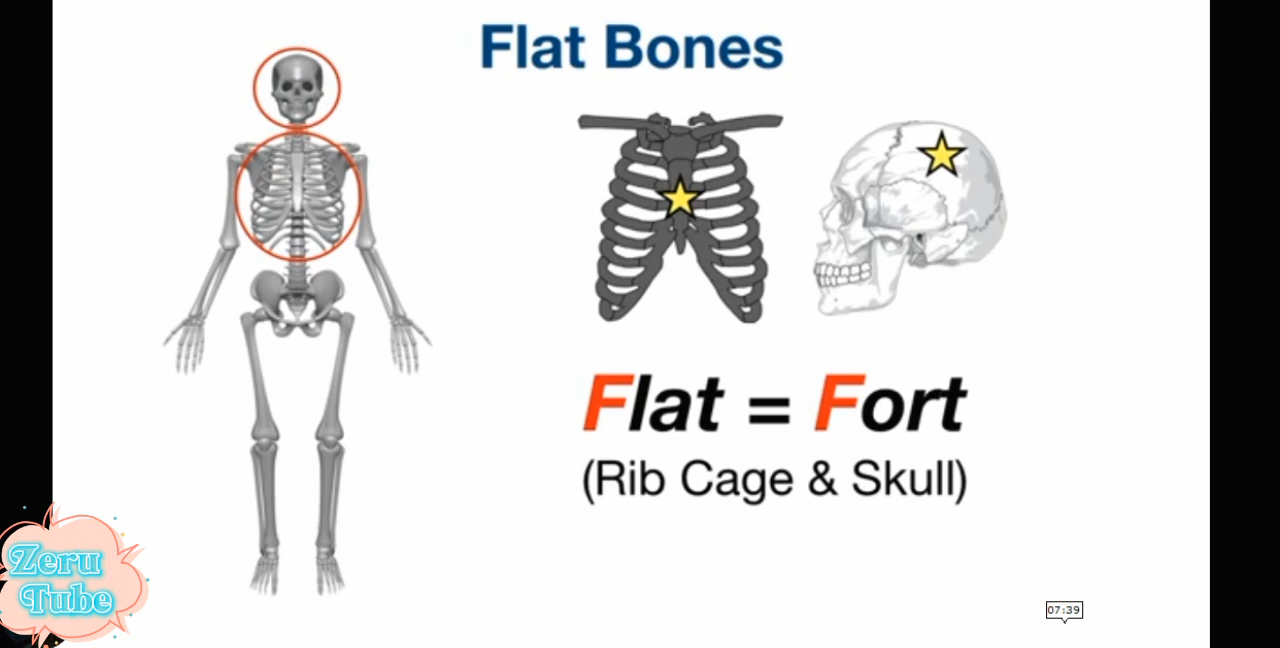 Flat Bones
Flat = Fort
(Rib Cage & Skull)
Zeru
Tube
07:39